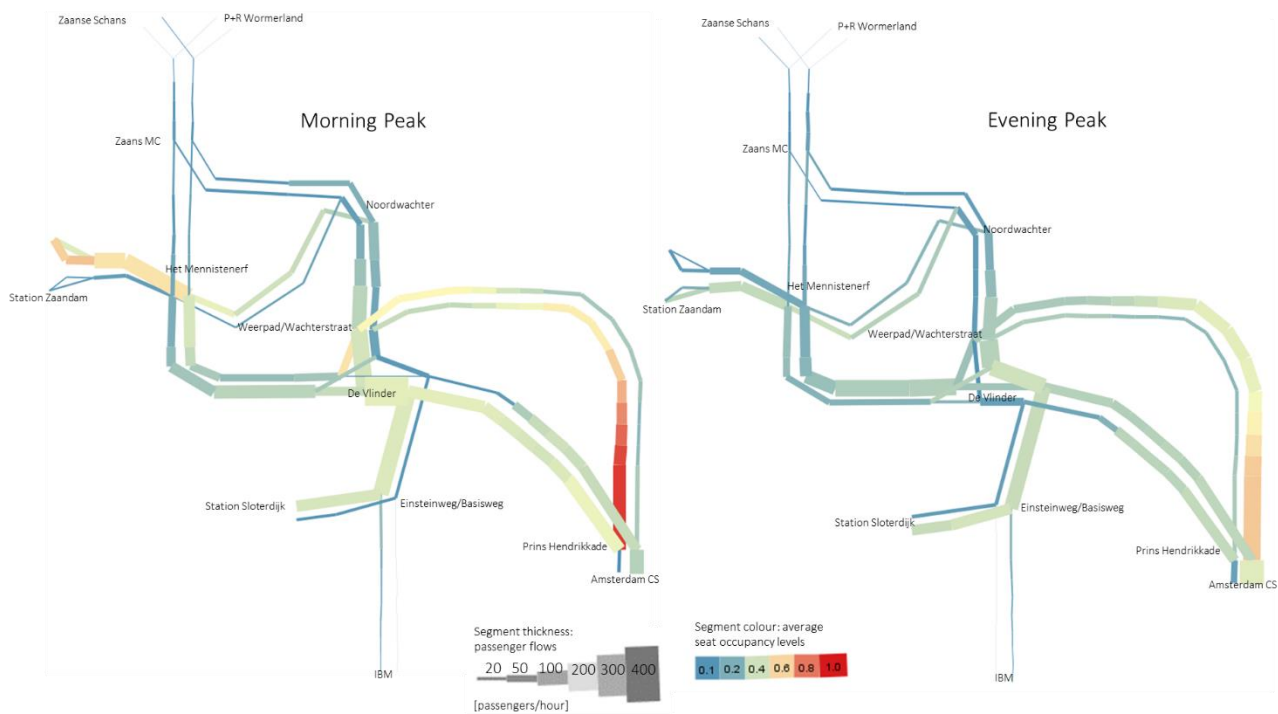 Zaanse Schans
P+R Wormerland
Morning Peak
Zaans MC
Noordwachter
Het Mennistenerf
Station Zaandam
Weerpad/Wachterstraat
De Vlinder
Station Sloterdijk
Einsteinweg/Basisweg
Prins Hendrikkade
Amsterdam CS
IBM
Zaanse Schans
P+R Wormerland
Evening Peak
Zaans MC
Noordwachter
Het Mennistenerf
Station Zaandam
Weerpad/Wachterstraat
De Vlinder
Station Sloterdijk
Einsteinweg/Basisweg
Prins Hendrikkade
Amsterdam CS
IBM
Segment thickness:
passenger flows
20 50 100 200 300 400
[passengers/hour]
Segment colour: average
seat occupancy levels
0.1 0.2 0.4 0.6 0.8 1.0